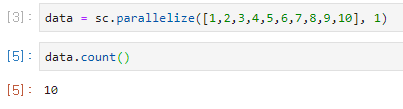 [3]: data = sc.parallelize([1,2,3,4,5,6,7,8,9,10], 1)
[5]: data.count()
[5]: 10